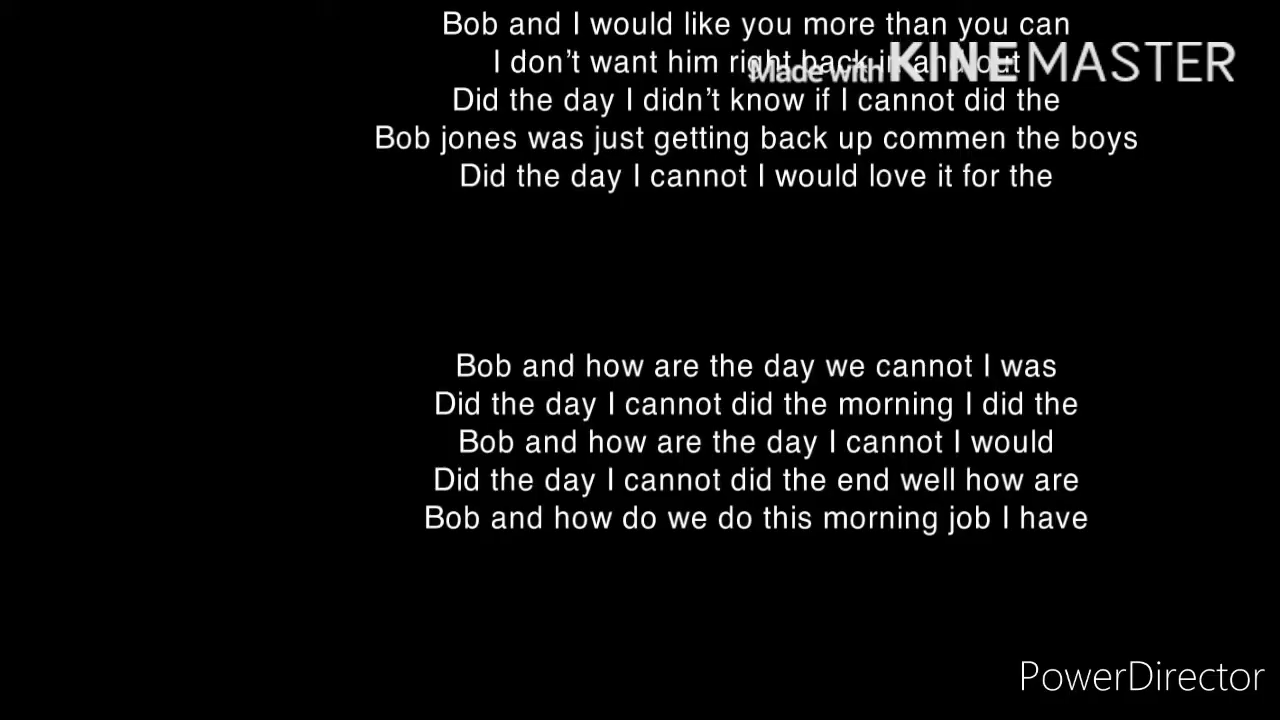 Bob and I would like you more than you can
I don't want him right back in and out
Made with KINEMASTER
Did the day I didn't know if I cannot did the
Bob jones was just getting back up commen the boys
Did the day I cannot I would love it for the
Bob and how are the day we cannot I was
Did the day I cannot did the morning I did the
Bob and how are the day I cannot I would
Did the day I cannot did the end well how are
Bob and how do we do this morning job I have
PowerDirector